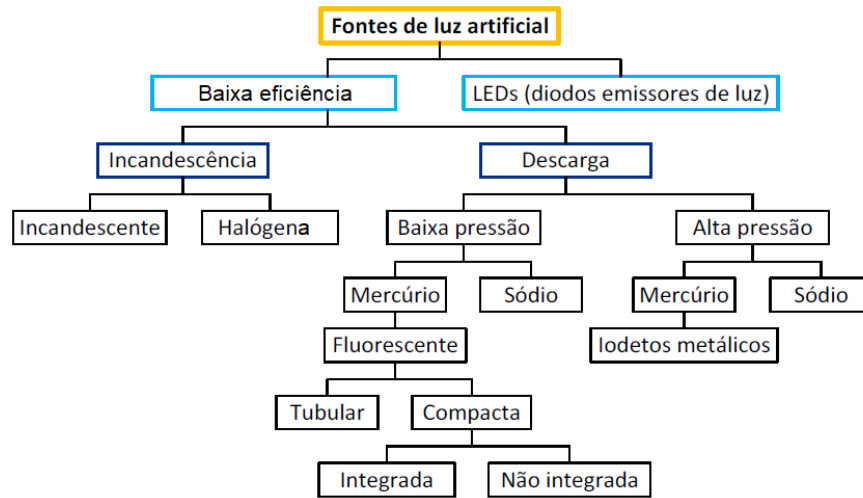 Fontes de luz artificial
Baixa eficiência
LEDs (diodos emissores de luz)
Incandescência
Descarga
Incandescente
Halógena
Baixa pressão
Alta pressão
Mercúrio
Sódio
Mercúrio
Sódio
Fluorescente
Iodetos metálicos
Tubular
Compacta
Integrada
Não integrada